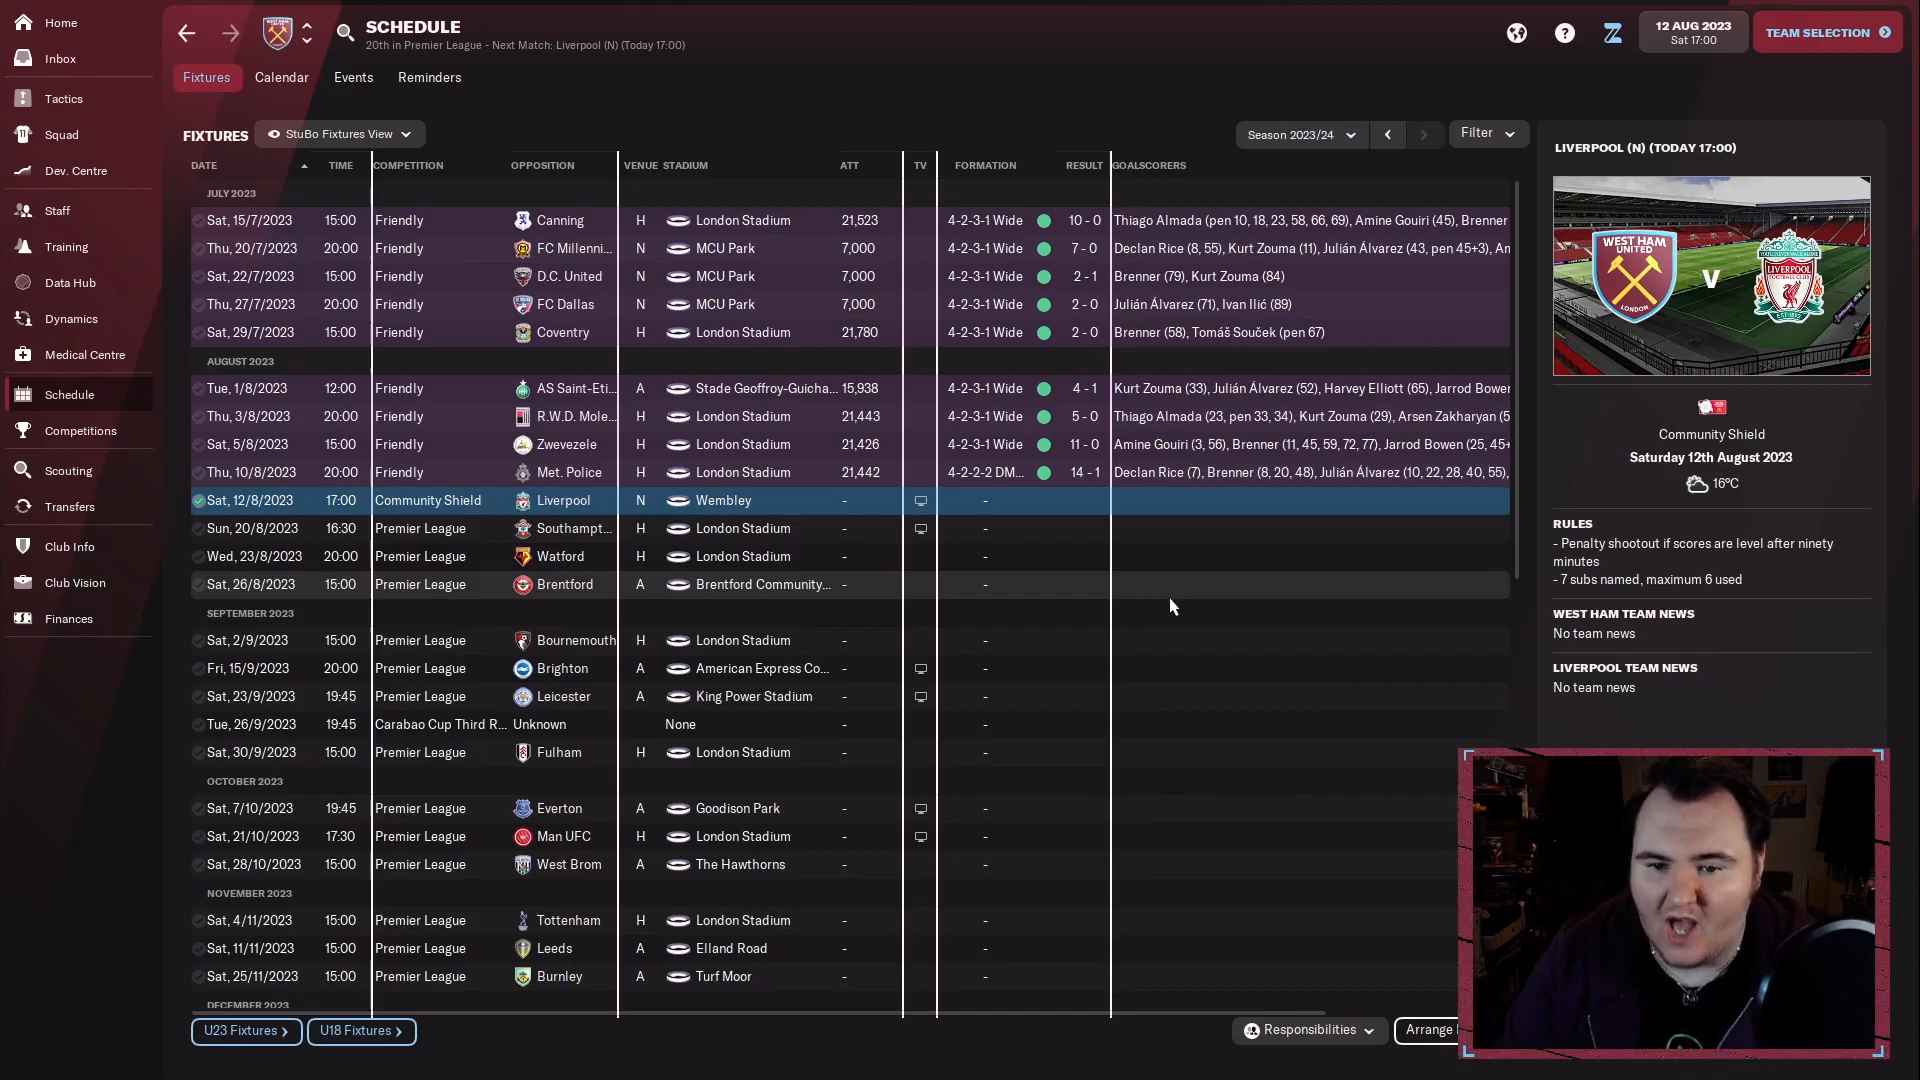 Home
Inbox
Tactics
Squad
Dev. Centre
Staff
Training
Data Hub
Dynamics
Medical Centre
Schedule
Competitions
Scouting
Transfers
Club Info
Club Vision
Finances
SCHEDULE
20th in Premier League - Next Match: Liverpool (N) (Today 17:00)
12 AUG 2023
Sat 17:00
TEAM SELECTION
Fixtures Calendar Events Reminders
FIXTURES StuBo Fixtures View Season 2023/24 Filter
DATE TIME COMPETITION OPPOSITION VENUE STADIUM ATT TV FORMATION RESULT GOALSCORERS
JULY 2023
Sat, 15/7/2023 15:00 Friendly Canning H London Stadium 21,523 4-2-3-1 Wide 10 - 0 Thiago Almada (pen 10, 18, 23, 58, 66, 69), Amine Gouiri (45), Brenner
Thu, 20/7/2023 20:00 Friendly FC Millenni... N MCU Park 7,000 4-2-3-1 Wide 7 - 0 Declan Rice (8, 55), Kurt Zouma (11), Julián Álvarez (43, pen 45+3), An
Sat, 22/7/2023 15:00 Friendly D.C. United N MCU Park 7,000 4-2-3-1 Wide 2 - 1 Brenner (79), Kurt Zouma (84)
Thu, 27/7/2023 20:00 Friendly FC Dallas N MCU Park 7,000 4-2-3-1 Wide 2 - 0 Julián Álvarez (71), Ivan Ilić (89)
Sat, 29/7/2023 15:00 Friendly Coventry H London Stadium 21,780 4-2-3-1 Wide 2 - 0 Brenner (58), Tomáš Souček (pen 67)
AUGUST 2023
Tue, 1/8/2023 12:00 Friendly AS Saint-Eti... A Stade Geoffroy-Guicha... 15,938 4-2-3-1 Wide 4 - 1 Kurt Zouma (33), Julián Álvarez (52), Harvey Elliott (65), Jarrod Bowen
Thu, 3/8/2023 20:00 Friendly R.W.D. Mole... H London Stadium 21,443 4-2-3-1 Wide 5 - 0 Thiago Almada (23, pen 33, 34), Kurt Zouma (29), Arsen Zakharyan (5
Sat, 5/8/2023 15:00 Friendly Zwevezele H London Stadium 21,426 4-2-3-1 Wide 11 - 0 Amine Gouiri (3, 56), Brenner (11, 45, 59, 72, 77), Jarrod Bowen (25, 45+
Thu, 10/8/2023 20:00 Friendly Met. Police H London Stadium 21,442 4-2-2-2 DM... 14 - 1 Declan Rice (7), Brenner (8, 20, 48), Julián Álvarez (10, 22, 28, 40, 55),
Sat, 12/8/2023 17:00 Community Shield Liverpool N Wembley - -
Sun, 20/8/2023 16:30 Premier League Southampt... H London Stadium - -
Wed, 23/8/2023 20:00 Premier League Watford H London Stadium - -
Sat, 26/8/2023 15:00 Premier League Brentford A Brentford Community... - -
SEPTEMBER 2023
Sat, 2/9/2023 15:00 Premier League Bournemouth H London Stadium - -
Fri, 15/9/2023 20:00 Premier League Brighton A American Express Co... - -
Sat, 23/9/2023 19:45 Premier League Leicester A King Power Stadium - -
Tue, 26/9/2023 19:45 Carabao Cup Third R... Unknown None - -
Sat, 30/9/2023 15:00 Premier League Fulham H London Stadium - -
OCTOBER 2023
Sat, 7/10/2023 19:45 Premier League Everton A Goodison Park - -
Sat, 21/10/2023 17:30 Premier League Man UFC H London Stadium - -
Sat, 28/10/2023 15:00 Premier League West Brom A The Hawthorns - -
NOVEMBER 2023
Sat, 4/11/2023 15:00 Premier League Tottenham H London Stadium - -
Sat, 11/11/2023 15:00 Premier League Leeds A Elland Road - -
Sat, 25/11/2023 15:00 Premier League Burnley A Turf Moor - -
DECEMBER 2023
U23 Fixtures U18 Fixtures Responsibilities Arrange
LIVERPOOL (N) (TODAY 17:00)
WEST HAM
UNITED
LONDON
V
LIVERPOOL
FOOTBALL CLUB
EST·1892
Community Shield
Saturday 12th August 2023
16°C
RULES
- Penalty shootout if scores are level after ninety
minutes
- 7 subs named, maximum 6 used
WEST HAM TEAM NEWS
No team news
LIVERPOOL TEAM NEWS
No team news